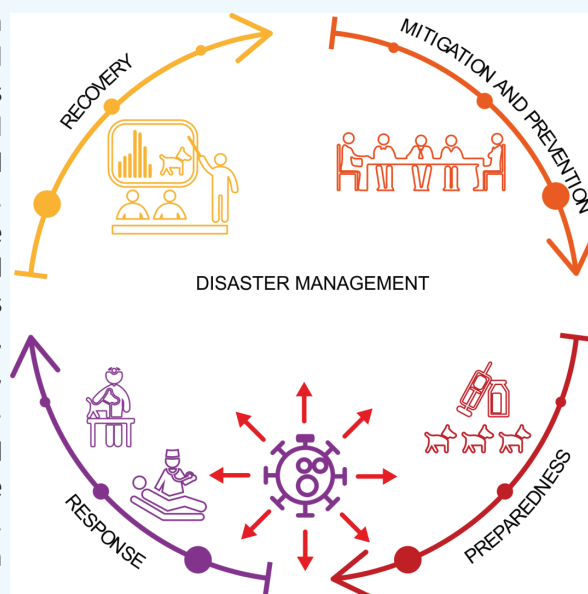 RECOVERY
MITIGATION AND PREVENTION
DISASTER MANAGEMENT
RESPONSE
PREPAREDNESS